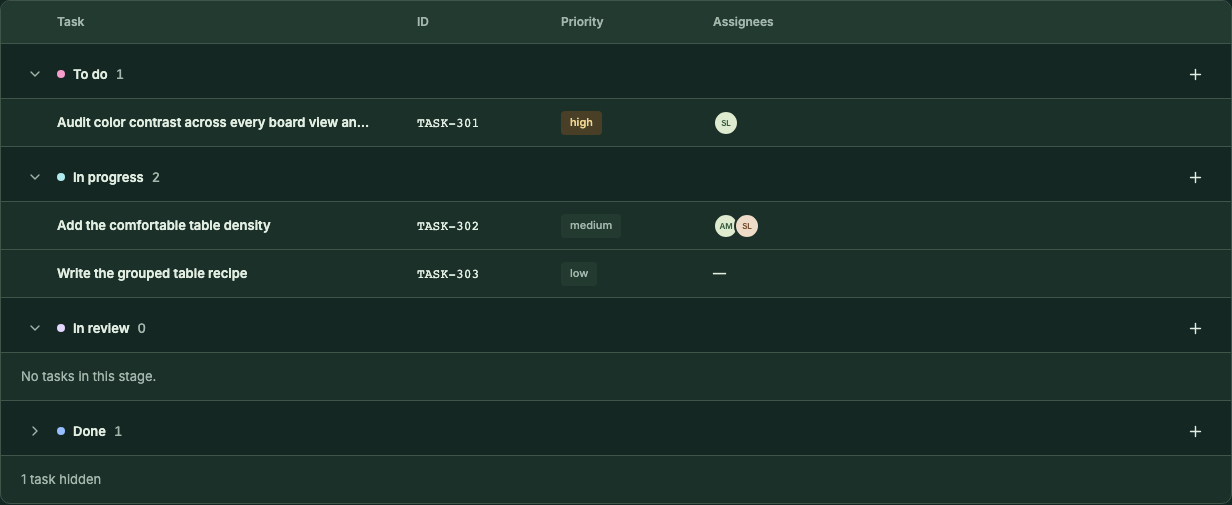 Task ID Priority Assignees
To do 1
Audit color contrast across every board view an... TASK-301 high SL
In progress 2
Add the comfortable table density TASK-302 medium AM SL
Write the grouped table recipe TASK-303 low —
In review 0
No tasks in this stage.
Done 1
1 task hidden